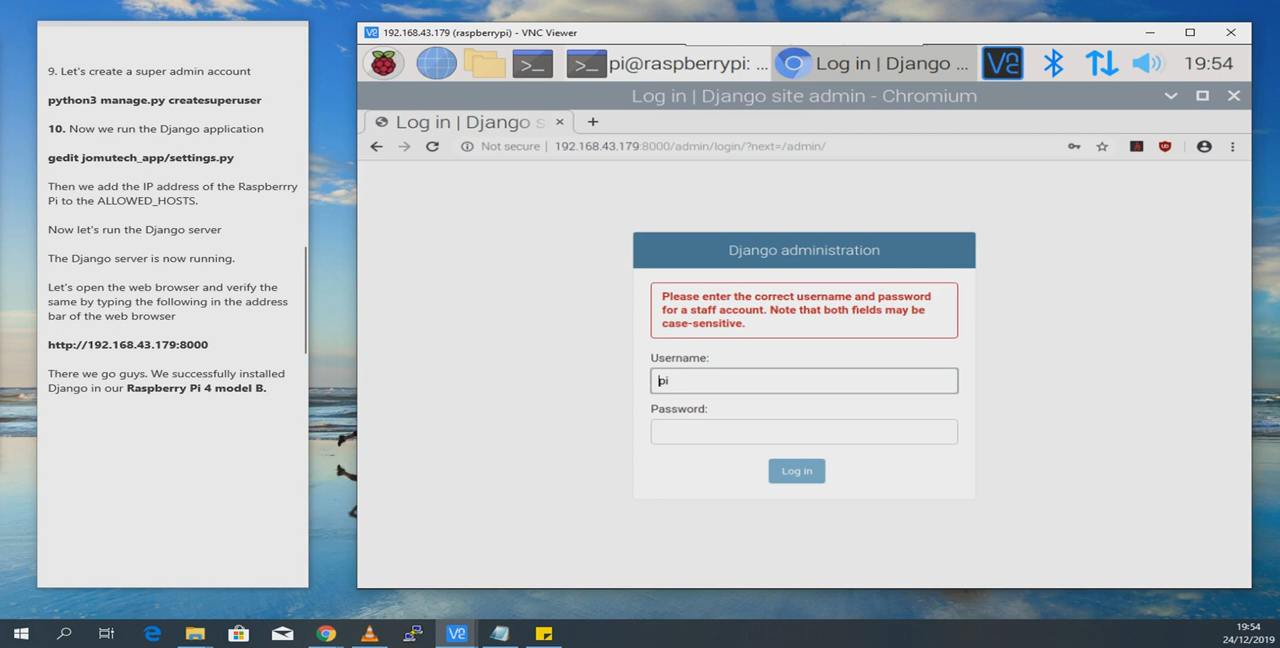 9. Let's create a super admin account
python3 manage.py createsuperuser
10. Now we run the Django application
gedit jomutech_app/settings.py
Then we add the IP address of the Raspberrry
Pi to the ALLOWED_HOSTS.
Now let's run the Django server
The Django server is now running.
Let's open the web browser and verify the
same by typing the following in the address
bar of the web browser
http://192.168.43.179:8000
There we go guys. We successfully installed
Django in our Raspberry Pi 4 model B.
192.168.43.179 (raspberrypi) - VNC Viewer
pi@raspberrypi: ...
Log in | Django ...
19:54
Log in | Django site admin - Chromium
Log in | Django s
Not secure | 192.168.43.179:8000/admin/login/?next=/admin/
Django administration
Please enter the correct username and password
for a staff account. Note that both fields may be
case-sensitive.
Username:
pi
Password:
Log in
19:54
24/12/2019